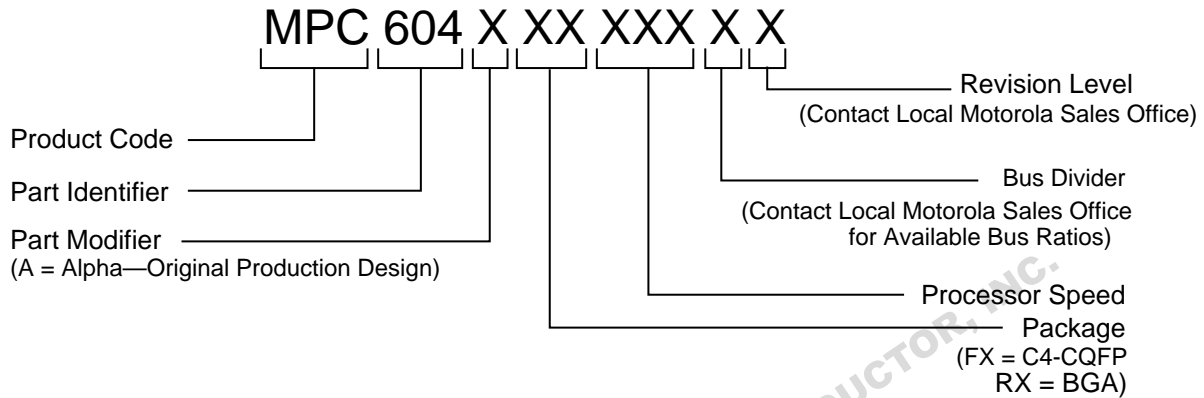 MPC 604 X XX XXX X X
Revision Level
(Contact Local Motorola Sales Office)
Product Code
Part Identifier
Bus Divider
(Contact Local Motorola Sales Office
for Available Bus Ratios)
Part Modifier
(A = Alpha—Original Production Design)
Processor Speed
Package
(FX = C4-CQFP
RX = BGA)
INC.